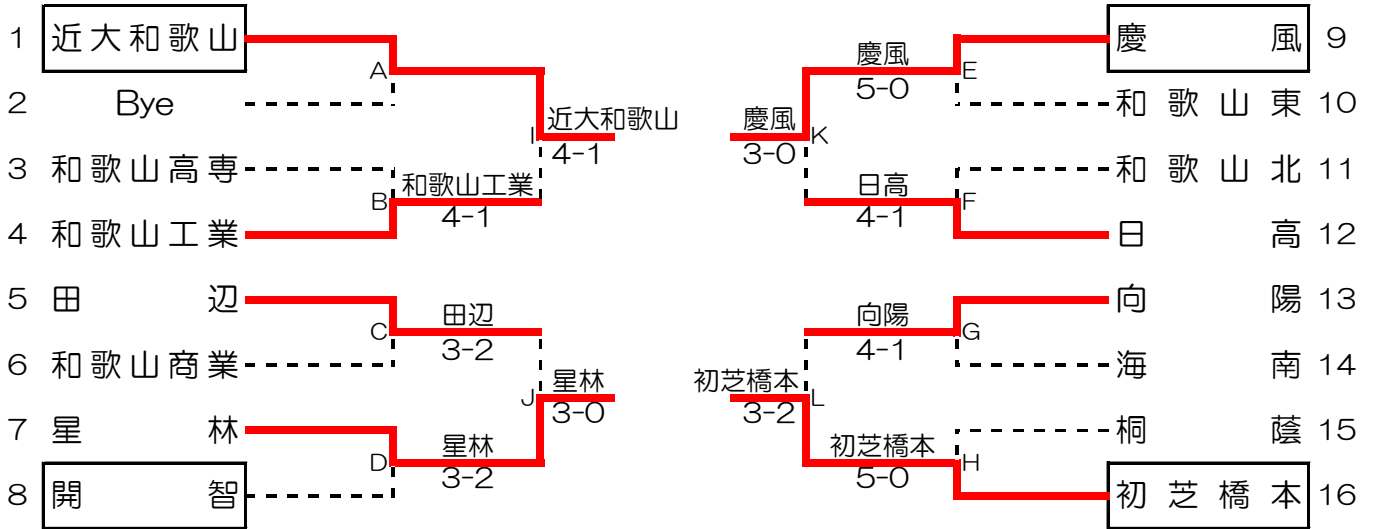 1 近大和歌山
2 Bye
3 和歌山高専
4 和歌山工業
5 田辺
6 和歌山商業
7 星林
8 開智
A
B
C
D
和歌山工業
4-1
田辺
3-2
星林
3-2
I
近大和歌山
4-1
J
星林
3-0
慶風
3-0
K
初芝橋本
3-2
L
慶風
5-0
日高
4-1
向陽
4-1
初芝橋本
5-0
E
F
G
H
慶風 9
和歌山東 10
和歌山北 11
日高 12
向陽 13
海南 14
桐蔭 15
初芝橋本 16